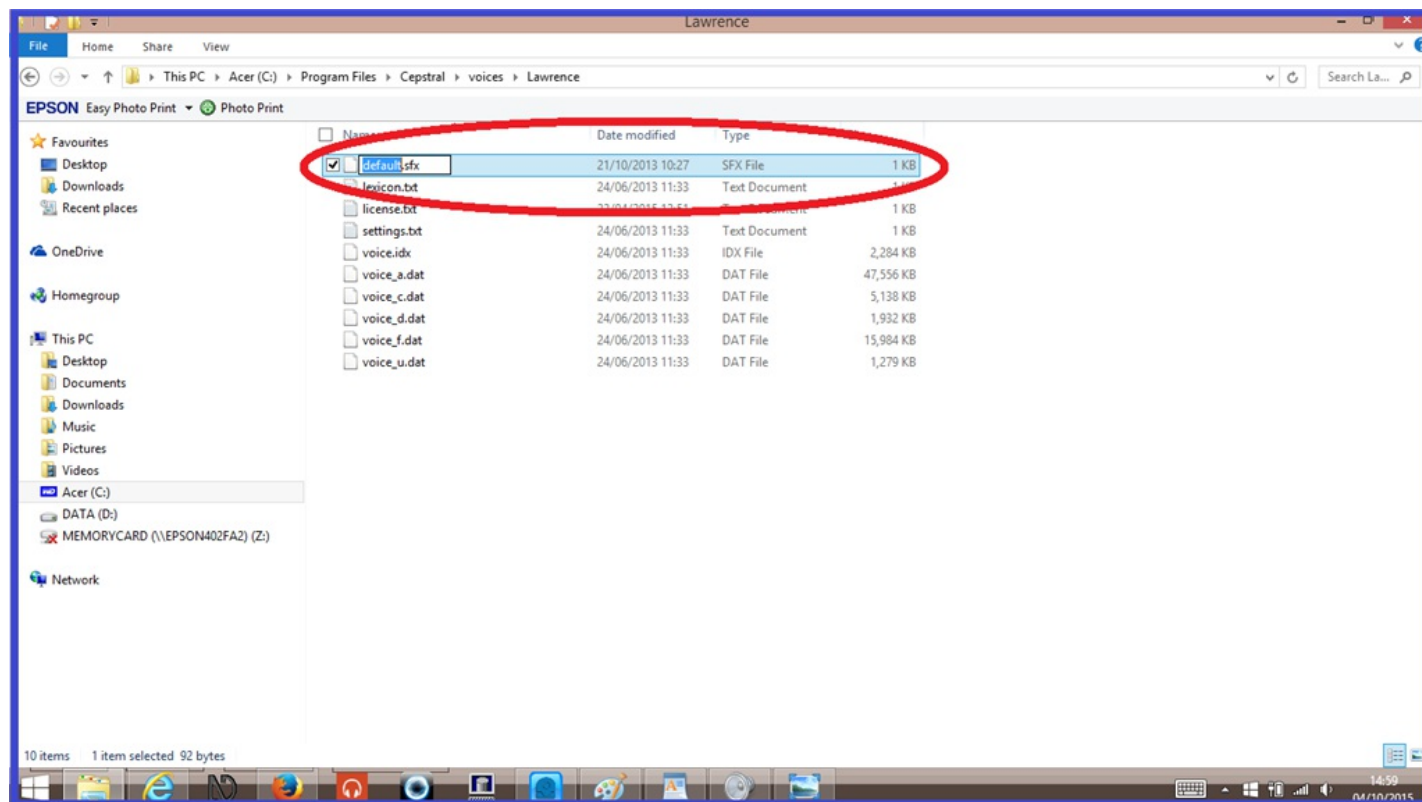 Lawrence
File Home Share View
This PC Acer (C:) Program Files Cepstral voices Lawrence Search La...
EPSON Easy Photo Print Photo Print
Favourites
Desktop
Downloads
Recent places
OneDrive
Homegroup
This PC
Desktop
Documents
Downloads
Music
Pictures
Videos
Acer (C:)
DATA (D:)
MEMORYCARD (\\EPSON402FA2) (Z:)
Network
Date modified Type
default.sfx 21/10/2013 10:27 SFX File 1 KB
lexicon.txt 24/06/2013 11:33 Text Document
license.txt 1 KB
settings.txt 24/06/2013 11:33 Text Document 1 KB
voice.idx 24/06/2013 11:33 IDX File 2,284 KB
voice_a.dat 24/06/2013 11:33 DAT File 47,556 KB
voice_c.dat 24/06/2013 11:33 DAT File 5,138 KB
voice_d.dat 24/06/2013 11:33 DAT File 1,932 KB
voice_f.dat 24/06/2013 11:33 DAT File 15,984 KB
voice_u.dat 24/06/2013 11:33 DAT File 1,279 KB
10 items 1 item selected 92 bytes
14:59
04/10/2015